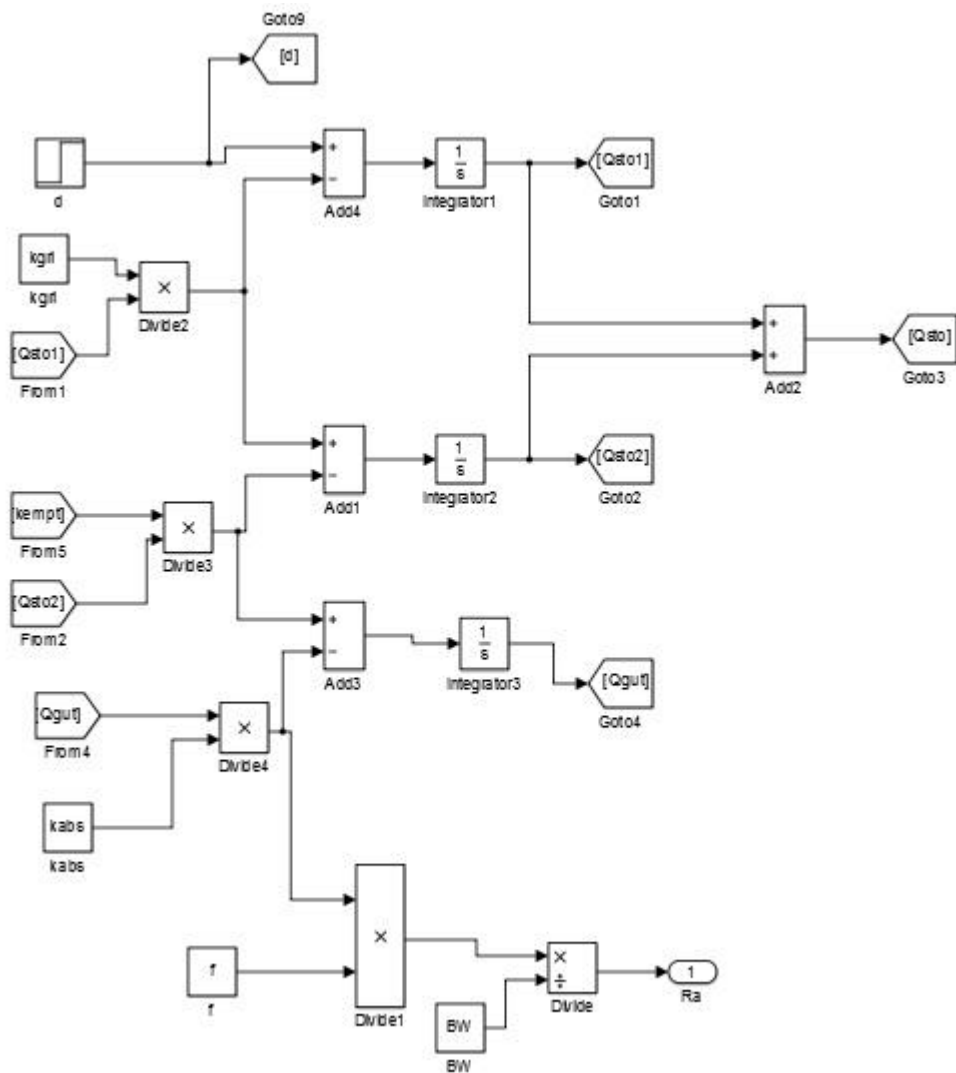 Goto9
[d]
d
+
−
Add4
1
s
Integrator1
[Qsto1]
Goto1
kgri
kgri
×
Divide2
[Qsto1]
From1
+
+
Add2
[Qsto]
Goto3
+
−
Add1
1
s
Integrator2
[Qsto2]
Goto2
[kempt]
From5
×
Divide3
[Qsto2]
From2
+
−
Add3
1
s
Integrator3
[Qgut]
Goto4
[Qgut]
From4
×
Divide4
kabs
kabs
×
Divide1
f
f
×
÷
Divide
BW
BW
1
Ra